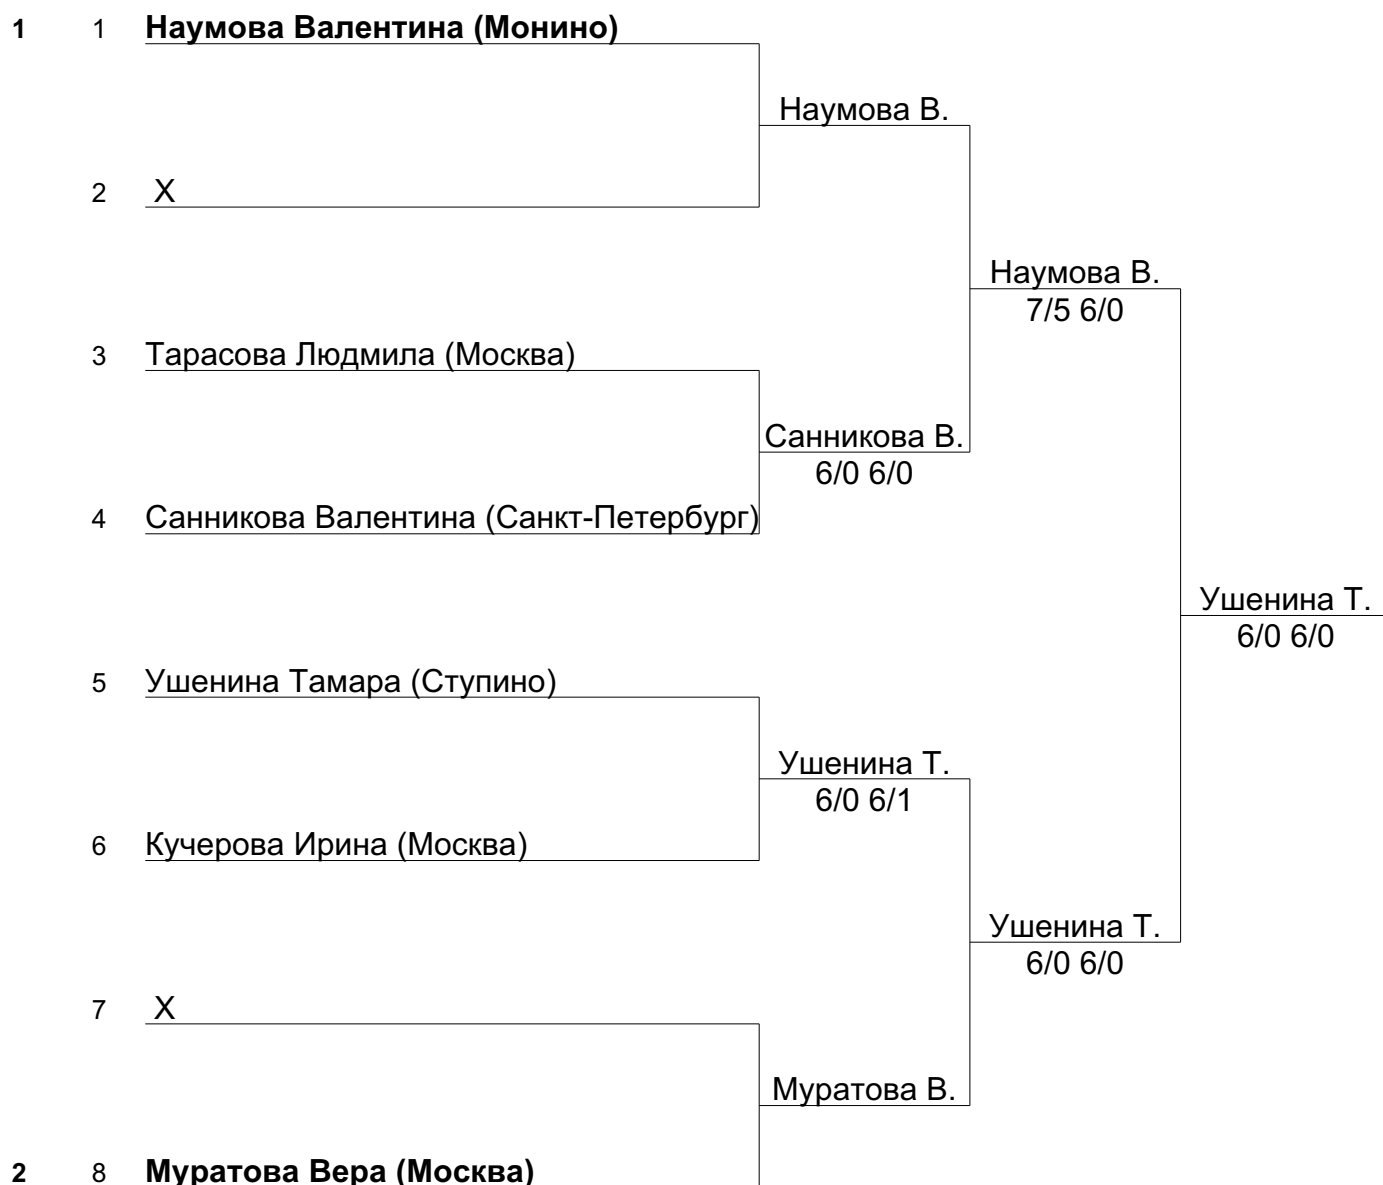 1 1 Наумова Валентина (Монино)
Наумова В.
2 X
Наумова В.
7/5 6/0
3 Тарасова Людмила (Москва)
Санникова В.
6/0 6/0
4 Санникова Валентина (Санкт-Петербург)
Ушенина Т.
6/0 6/0
5 Ушенина Тамара (Ступино)
Ушенина Т.
6/0 6/1
6 Кучерова Ирина (Москва)
Ушенина Т.
6/0 6/0
7 X
Муратова В.
2 8 Муратова Вера (Москва)